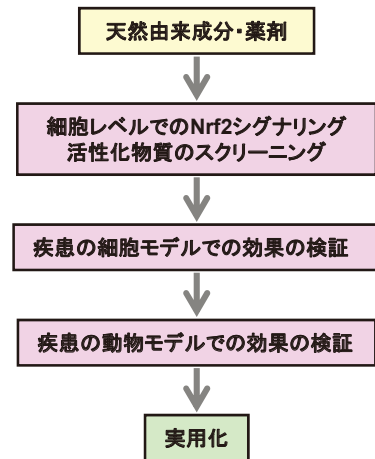 天然由来成分・薬剤
細胞レベルでのNrf2シグナリング
活性化物質のスクリーニング
疾患の細胞モデルでの効果の検証
疾患の動物モデルでの効果の検証
実用化